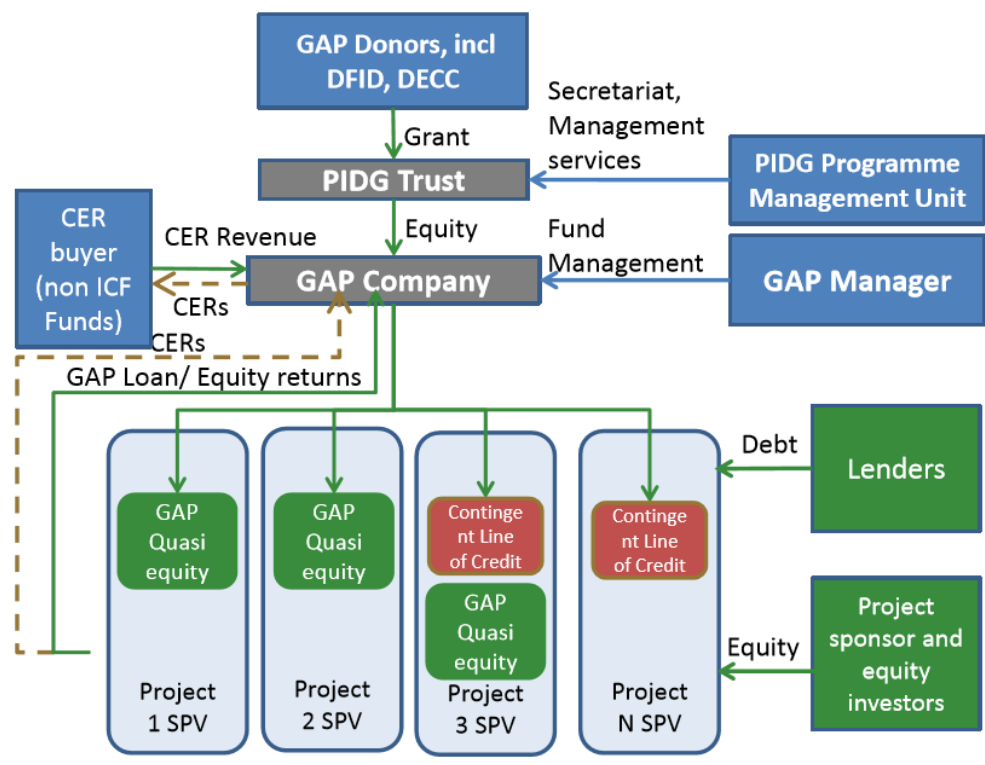 GAP Donors, incl
DFID, DECC
Grant
Secretariat,
Management
services
PIDG Trust
PIDG Programme
Management Unit
Equity
CER
buyer
(non ICF
Funds)
CER Revenue
CERs
GAP Company
Fund
Management
GAP Manager
CERs
GAP Loan/ Equity returns
GAP
Quasi
equity
Project
1 SPV
GAP
Quasi
equity
Project
2 SPV
Continge
nt Line
of Credit
GAP
Quasi
equity
Project
3 SPV
Continge
nt Line
of Credit
Project
N SPV
Debt
Lenders
Equity
Project
sponsor and
equity
investors